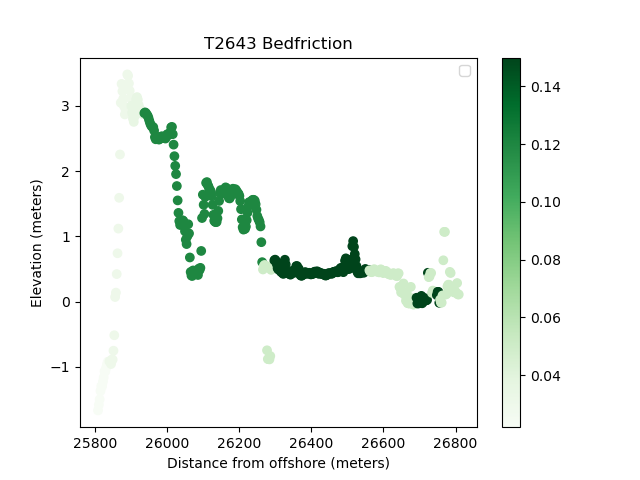 T2643 Bedfriction
Elevation (meters)
3
2
1
0
−1
25800 26000 26200 26400 26600 26800
Distance from offshore (meters)
0.14
0.12
0.10
0.08
0.06
0.04